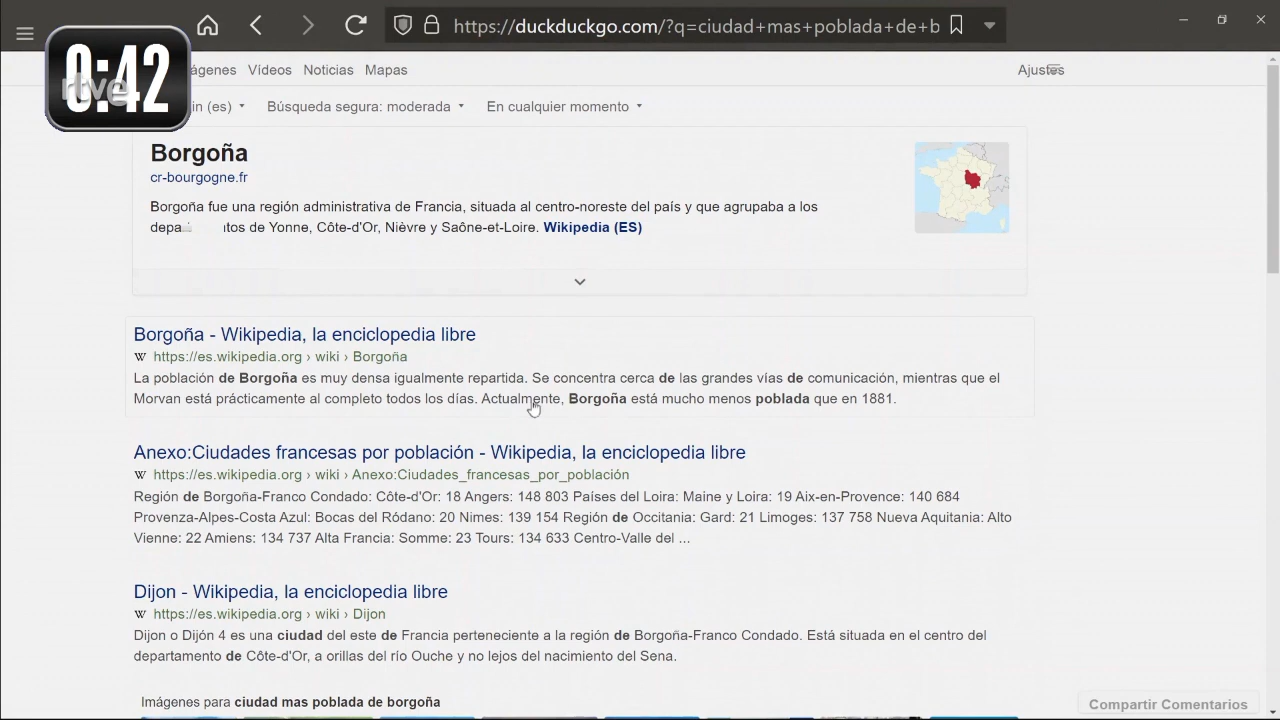 https://duckduckgo.com/?q=ciudad+mas+poblada+de+b
0:42
rtve
ágenes Vídeos Noticias Mapas Ajustes
in (es) Búsqueda segura: moderada En cualquier momento
Borgoña
cr-bourgogne.fr
Borgoña fue una región administrativa de Francia, situada al centro-noreste del país y que agrupaba a los
depa tos de Yonne, Côte-d'Or, Nièvre y Saône-et-Loire. Wikipedia (ES)
Borgoña - Wikipedia, la enciclopedia libre
W https://es.wikipedia.org › wiki › Borgoña
La población de Borgoña es muy densa igualmente repartida. Se concentra cerca de las grandes vías de comunicación, mientras que el
Morvan está prácticamente al completo todos los días. Actualmente, Borgoña está mucho menos poblada que en 1881.
Anexo:Ciudades francesas por población - Wikipedia, la enciclopedia libre
W https://es.wikipedia.org › wiki › Anexo:Ciudades_francesas_por_población
Región de Borgoña-Franco Condado: Côte-d'Or: 18 Angers: 148 803 Países del Loira: Maine y Loira: 19 Aix-en-Provence: 140 684
Provenza-Alpes-Costa Azul: Bocas del Ródano: 20 Nimes: 139 154 Región de Occitania: Gard: 21 Limoges: 137 758 Nueva Aquitania: Alto
Vienne: 22 Amiens: 134 737 Alta Francia: Somme: 23 Tours: 134 633 Centro-Valle del ...
Dijon - Wikipedia, la enciclopedia libre
W https://es.wikipedia.org › wiki › Dijon
Dijon o Dijón 4 es una ciudad del este de Francia perteneciente a la región de Borgoña-Franco Condado. Está situada en el centro del
departamento de Côte-d'Or, a orillas del río Ouche y no lejos del nacimiento del Sena.
Imágenes para ciudad mas poblada de borgoña
Compartir Comentarios